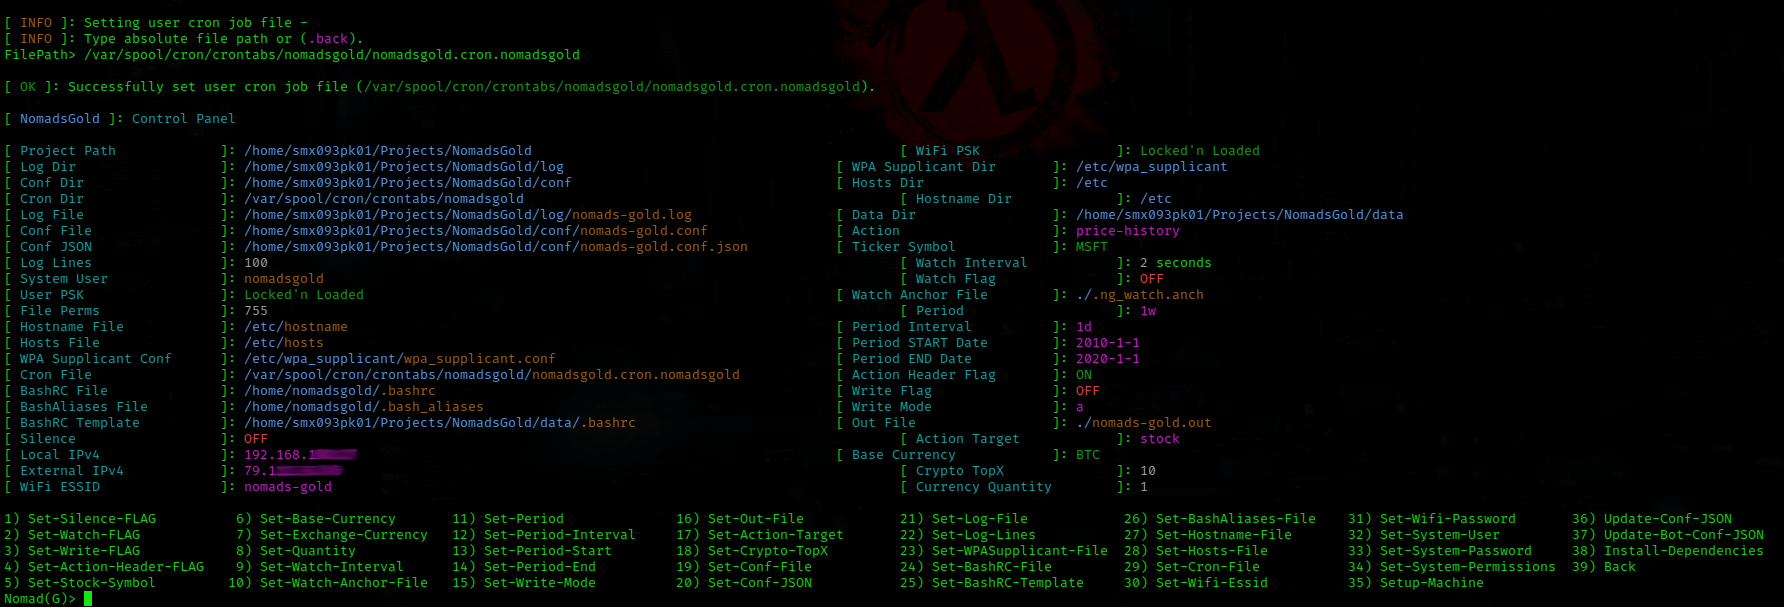 [ INFO ]: Setting user cron job file -
[ INFO ]: Type absolute file path or (.back).
FilePath> /var/spool/cron/crontabs/nomadsgold/nomadsgold.cron.nomadsgold
[ OK ]: Successfully set user cron job file (/var/spool/cron/crontabs/nomadsgold/nomadsgold.cron.nomadsgold).
[ NomadsGold ]: Control Panel
[ Project Path ]: /home/smx093pk01/Projects/NomadsGold [ WiFi PSK ]: Locked'n Loaded
[ Log Dir ]: /home/smx093pk01/Projects/NomadsGold/log [ WPA Supplicant Dir ]: /etc/wpa_supplicant
[ Conf Dir ]: /home/smx093pk01/Projects/NomadsGold/conf [ Hosts Dir ]: /etc
[ Cron Dir ]: /var/spool/cron/crontabs/nomadsgold [ Hostname Dir ]: /etc
[ Log File ]: /home/smx093pk01/Projects/NomadsGold/log/nomads-gold.log [ Data Dir ]: /home/smx093pk01/Projects/NomadsGold/data
[ Conf File ]: /home/smx093pk01/Projects/NomadsGold/conf/nomads-gold.conf [ Action ]: price-history
[ Conf JSON ]: /home/smx093pk01/Projects/NomadsGold/conf/nomads-gold.conf.json [ Ticker Symbol ]: MSFT
[ Log Lines ]: 100 [ Watch Interval ]: 2 seconds
[ System User ]: nomadsgold [ Watch Flag ]: OFF
[ User PSK ]: Locked'n Loaded [ Watch Anchor File ]: ./.ng_watch.anch
[ File Perms ]: 755 [ Period ]: 1w
[ Hostname File ]: /etc/hostname [ Period Interval ]: 1d
[ Hosts File ]: /etc/hosts [ Period START Date ]: 2010-1-1
[ WPA Supplicant Conf ]: /etc/wpa_supplicant/wpa_supplicant.conf [ Period END Date ]: 2020-1-1
[ Cron File ]: /var/spool/cron/crontabs/nomadsgold/nomadsgold.cron.nomadsgold [ Action Header Flag ]: ON
[ BashRC File ]: /home/nomadsgold/.bashrc [ Write Flag ]: OFF
[ BashAliases File ]: /home/nomadsgold/.bash_aliases [ Write Mode ]: a
[ BashRC Template ]: /home/smx093pk01/Projects/NomadsGold/data/.bashrc [ Out File ]: ./nomads-gold.out
[ Silence ]: OFF [ Action Target ]: stock
[ Local IPv4 ]: 192.168.1 [ Base Currency ]: BTC
[ External IPv4 ]: 79.1 [ Crypto TopX ]: 10
[ WiFi ESSID ]: nomads-gold [ Currency Quantity ]: 1
1) Set-Silence-FLAG 6) Set-Base-Currency 11) Set-Period 16) Set-Out-File 21) Set-Log-File 26) Set-BashAliases-File 31) Set-Wifi-Password 36) Update-Conf-JSON
2) Set-Watch-FLAG 7) Set-Exchange-Currency 12) Set-Period-Interval 17) Set-Action-Target 22) Set-Log-Lines 27) Set-Hostname-File 32) Set-System-User 37) Update-Bot-Conf-JSON
3) Set-Write-FLAG 8) Set-Quantity 13) Set-Period-Start 18) Set-Crypto-TopX 23) Set-WPASupplicant-File 28) Set-Hosts-File 33) Set-System-Password 38) Install-Dependencies
4) Set-Action-Header-FLAG 9) Set-Watch-Interval 14) Set-Period-End 19) Set-Conf-File 24) Set-BashRC-File 29) Set-Cron-File 34) Set-System-Permissions 39) Back
5) Set-Stock-Symbol 10) Set-Watch-Anchor-File 15) Set-Write-Mode 20) Set-Conf-JSON 25) Set-BashRC-Template 30) Set-Wifi-Essid 35) Setup-Machine
Nomad(G)>